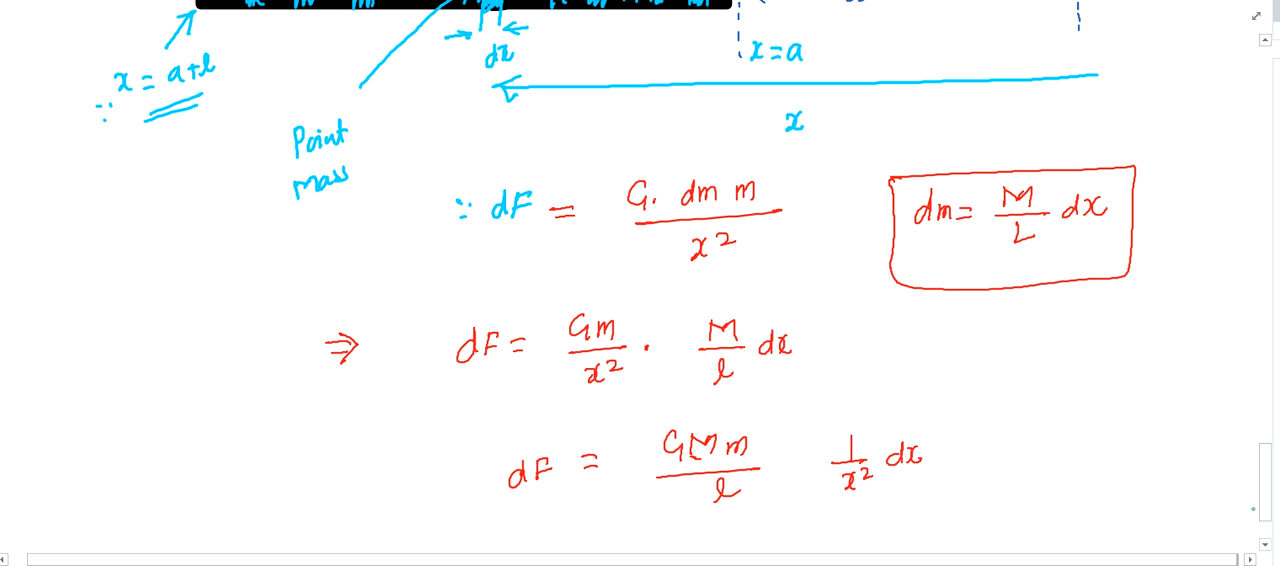 x = a
dx
∵ x = a+l
x
Point
mass
∵ dF = G. dm m / x²
dm = M/L dx
⇒ dF = Gm/x² · M/l dx
dF = GMm/l 1/x² dx